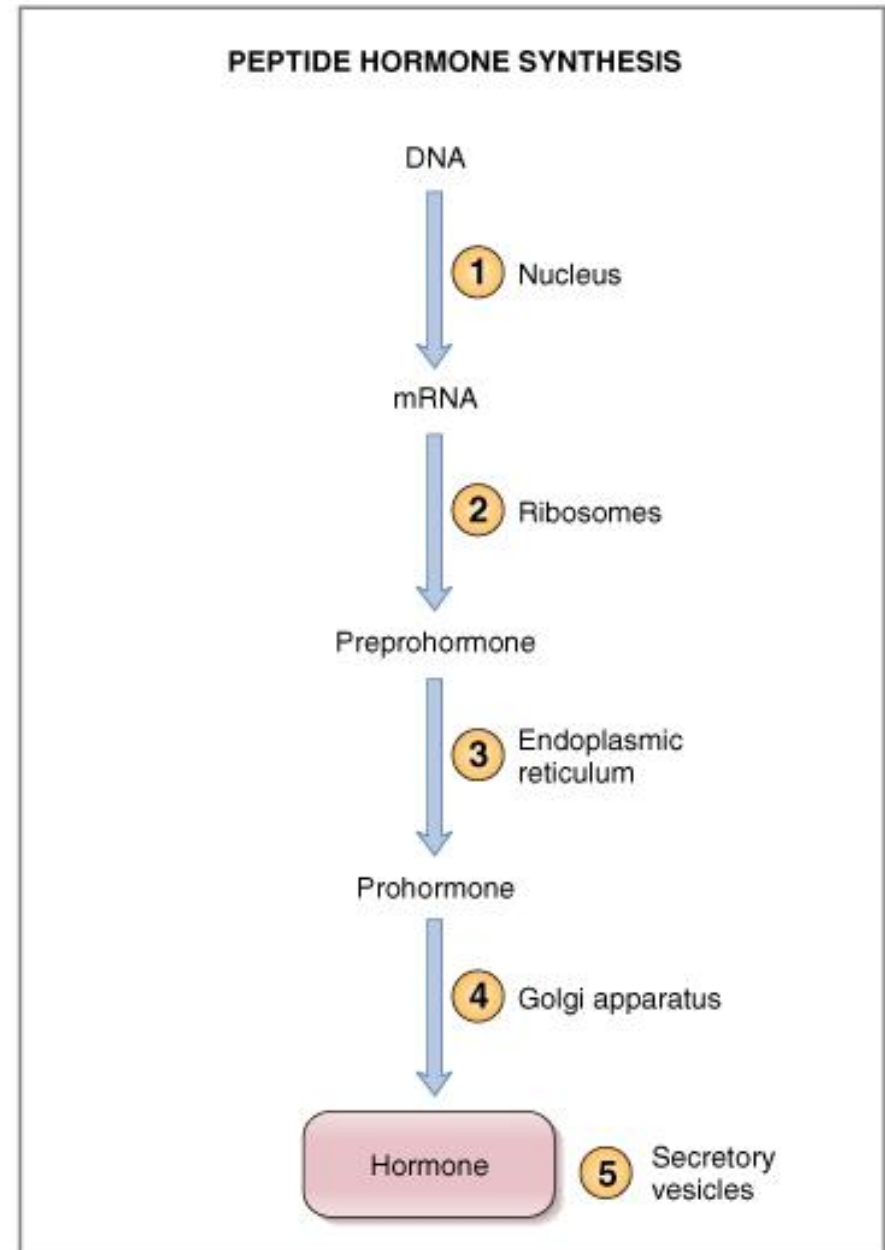 PEPTIDE HORMONE SYNTHESIS
DNA
1 Nucleus
mRNA
2 Ribosomes
Preprohormone
3 Endoplasmic
reticulum
Prohormone
4 Golgi apparatus
Hormone
5 Secretory
vesicles